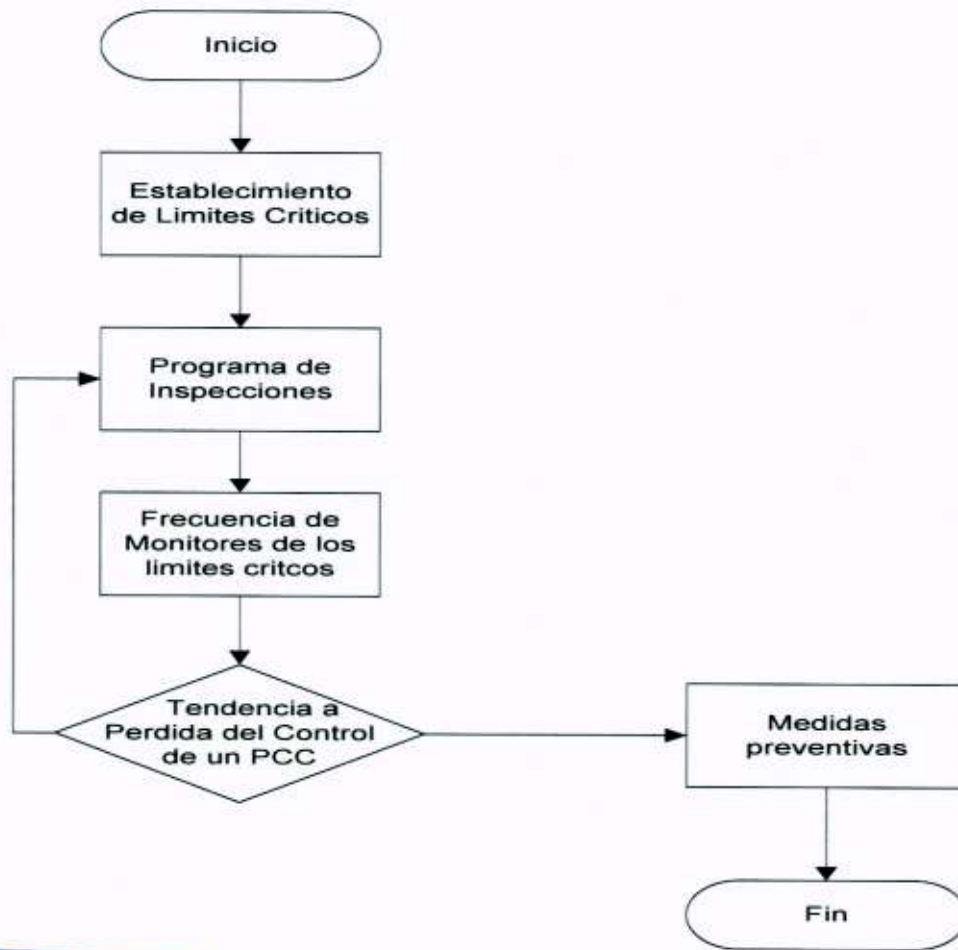 Inicio
Establecimiento
de Limites Criticos
Programa de
Inspecciones
Frecuencia de
Monitores de los
limites critcos
Tendencia a
Perdida del Control
de un PCC
Medidas
preventivas
Fin